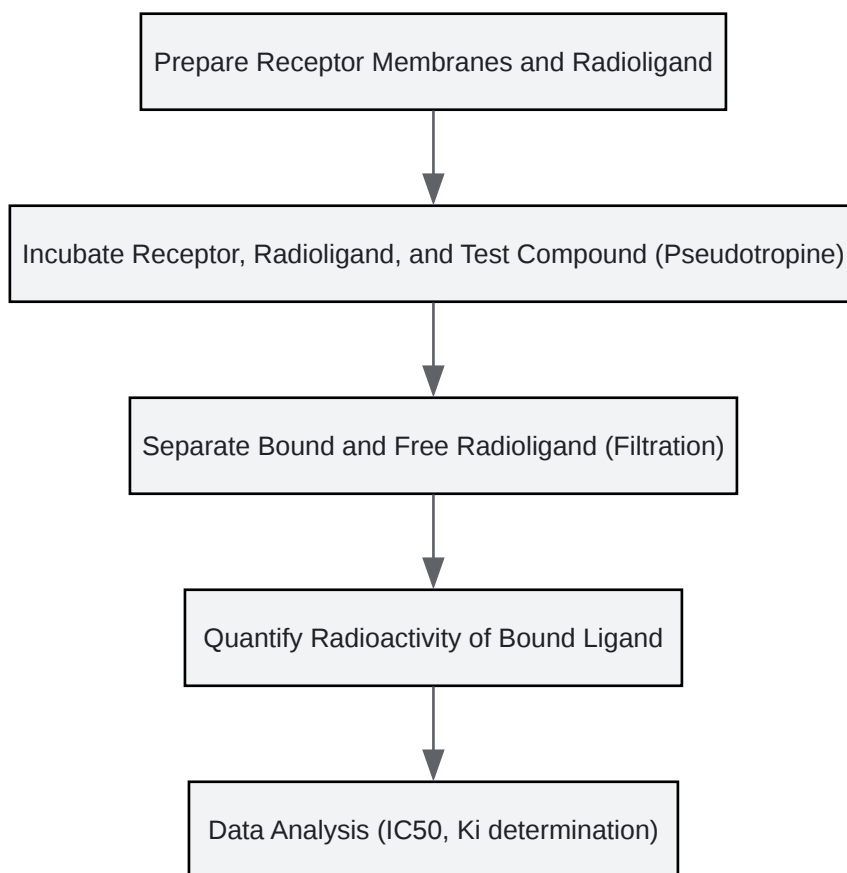 Prepare Receptor Membranes and Radioligand
Incubate Receptor, Radioligand, and Test Compound (Pseudotropine)
Separate Bound and Free Radioligand (Filtration)
Quantify Radioactivity of Bound Ligand
Data Analysis (IC50, Ki determination)